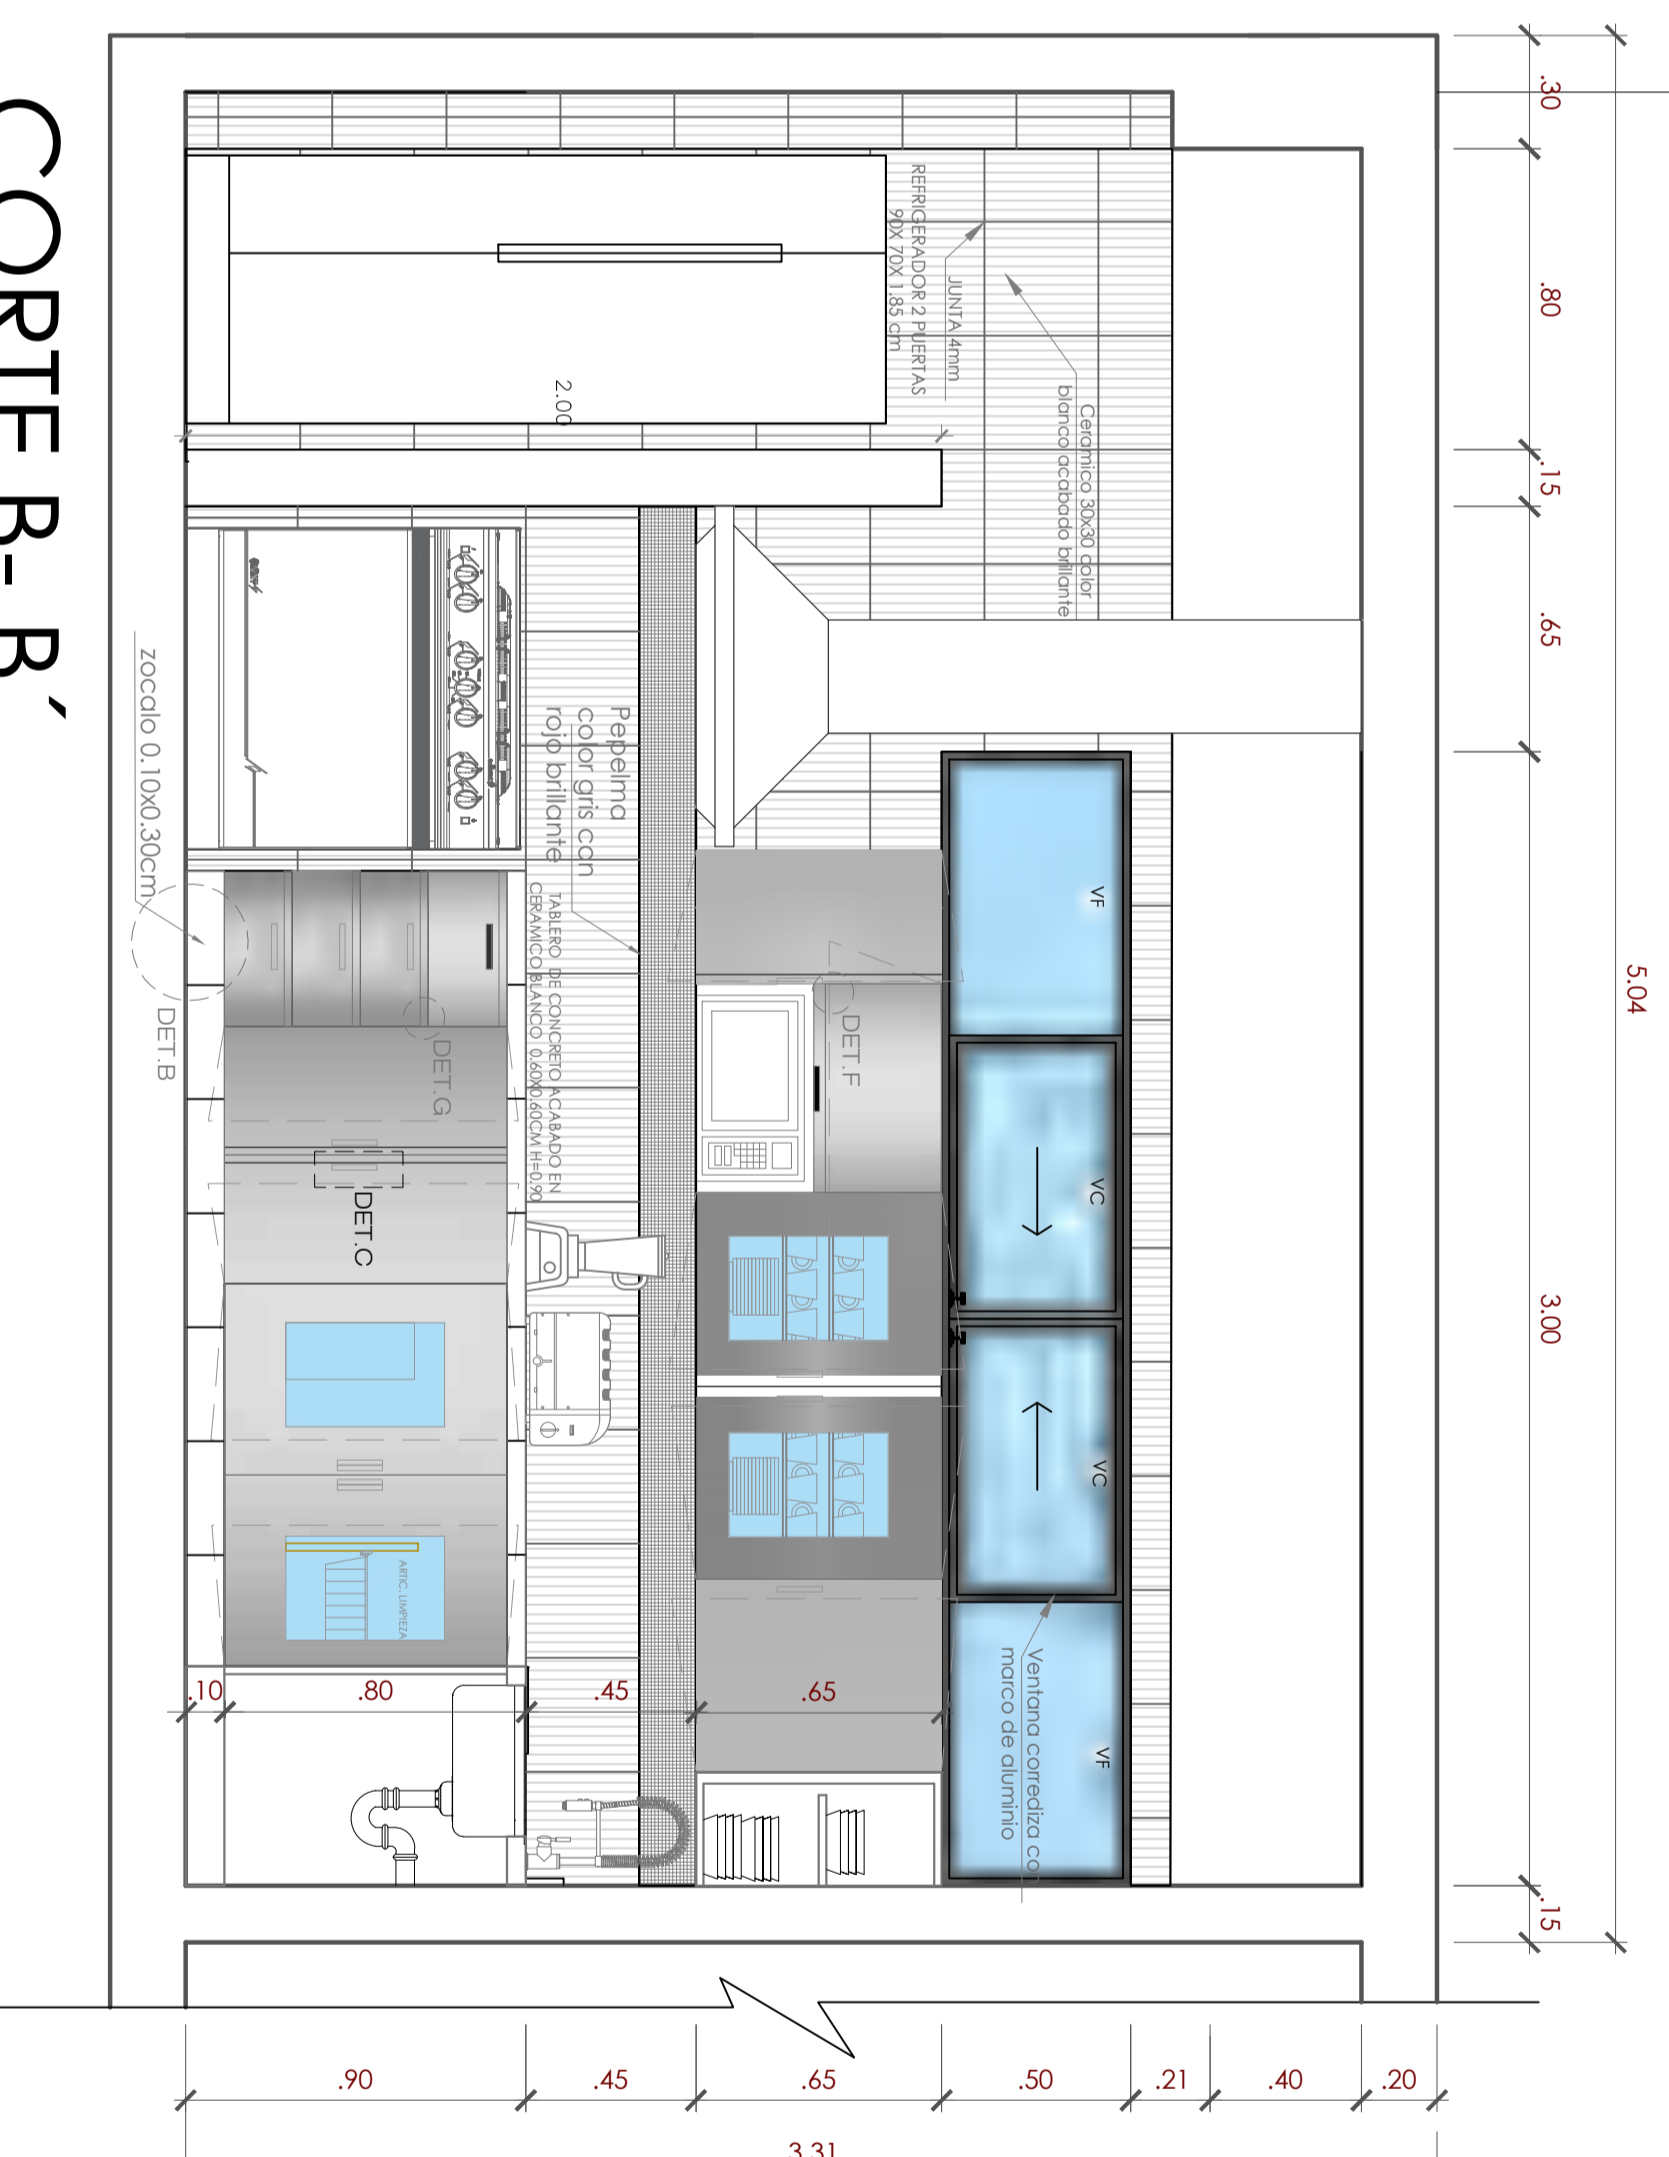 5.04
.30
.80
.15
.65
3.00
.15
Ceramico 30x30 color
blanco acabado brillante
JUNTA 4mm
REFRIGERADOR 2 PUERTAS
90X 70X 1.85 cm
2.00
VF
VC
VC
VF
Ventana corrediza con
marco de aluminio
DET.F
Pepelma
color gris con
rojo brillante
TABLERO DE CONCRETO ACABADO EN
CERAMICO BLANCO 0.60X0.60CM H=0.90
.65
.45
.80
.10
DET.G
DET.C
ARTIC. LIMPIEZA
zocalo 0.10x0.30cm
DET.B
.20
.40
.21
.50
.65
.45
.90
3.31
CORTE B- B´